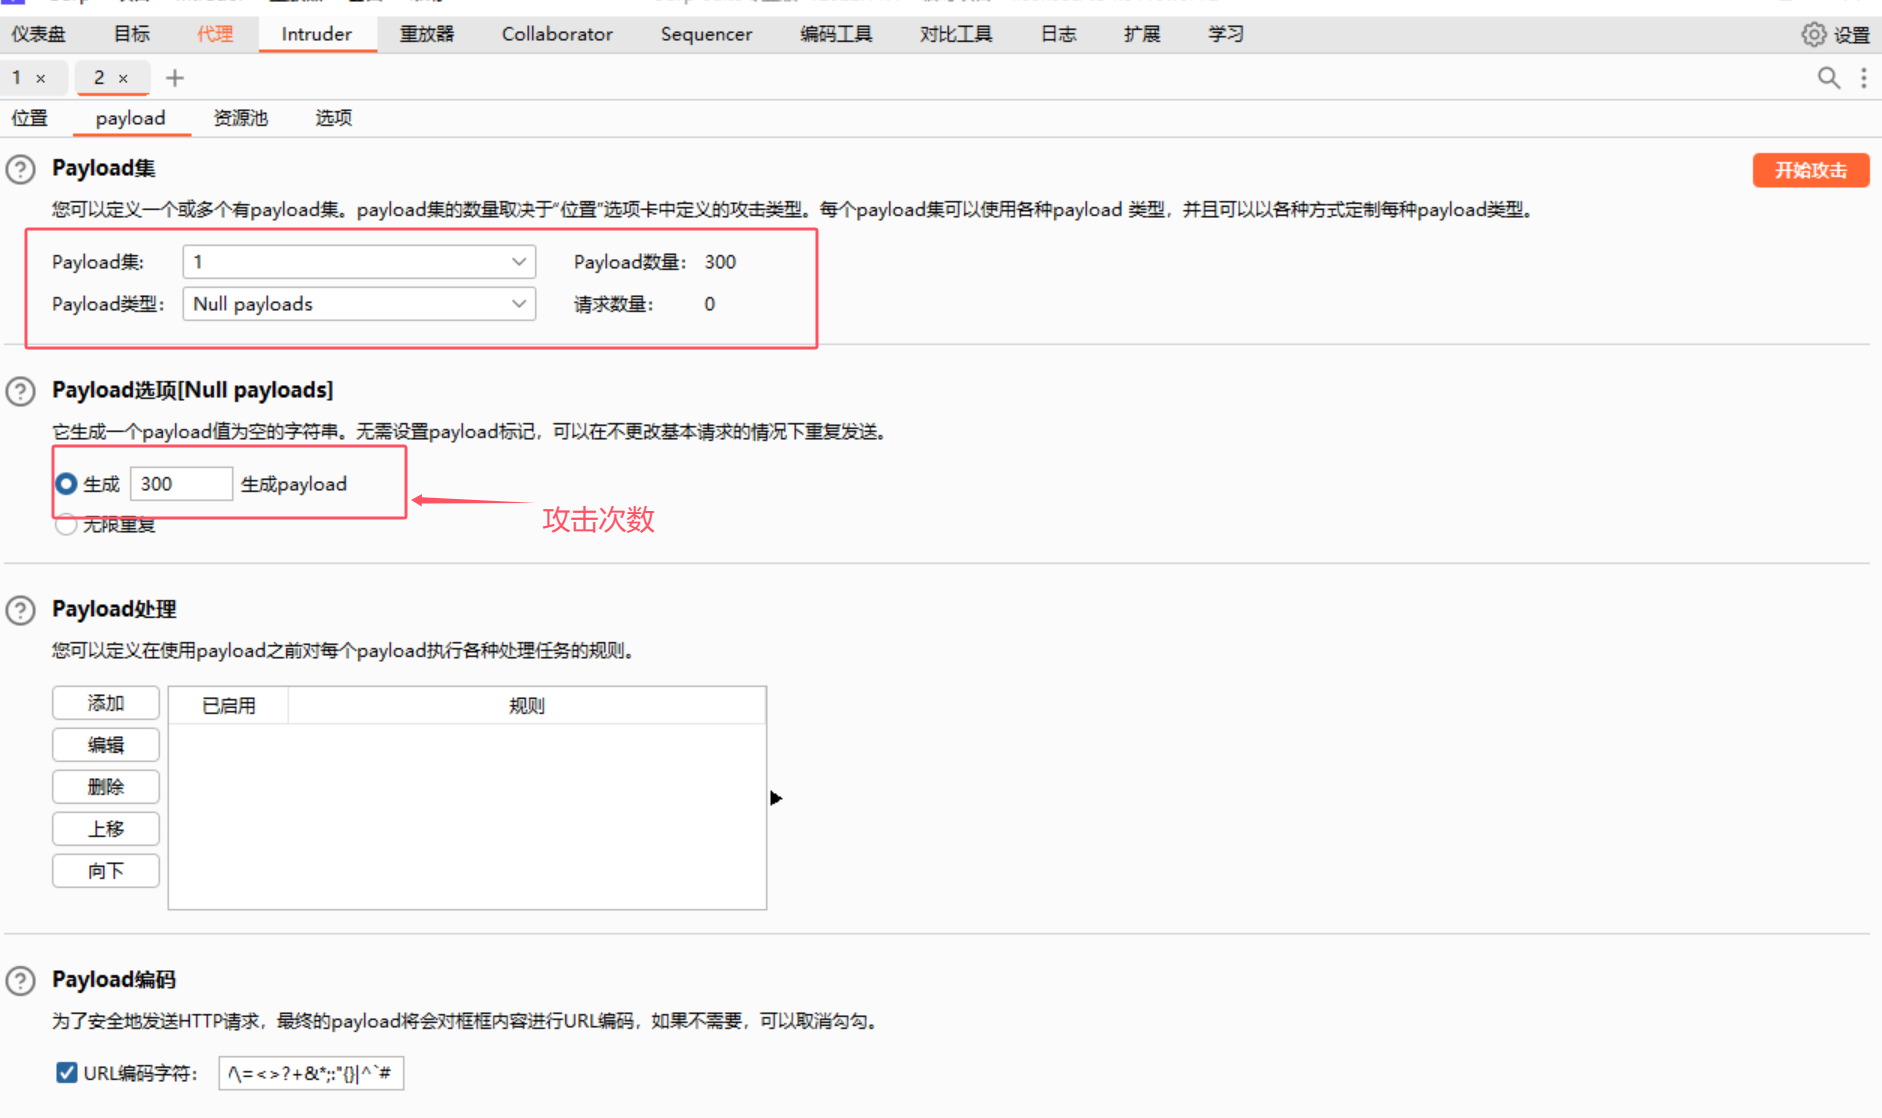 仪表盘 目标 代理 Intruder 重放器 Collaborator Sequencer 编码工具 对比工具 日志 扩展 学习 设置
1 × 2 × +
位置 payload 资源池 选项
Payload集 开始攻击
您可以定义一个或多个有payload集。payload集的数量取决于“位置”选项卡中定义的攻击类型。每个payload集可以使用各种payload 类型，并且可以以各种方式定制每种payload类型。
Payload集: 1 Payload数量: 300
Payload类型: Null payloads 请求数量: 0
Payload选项[Null payloads]
它生成一个payload值为空的字符串。无需设置payload标记，可以在不更改基本请求的情况下重复发送。
生成 300 生成payload
攻击次数
无限重复
Payload处理
您可以定义在使用payload之前对每个payload执行各种处理任务的规则。
添加 已启用 规则
编辑
删除
上移
向下
Payload编码
为了安全地发送HTTP请求，最终的payload将会对框框内容进行URL编码，如果不需要，可以取消勾勾。
URL编码字符: /\=<>?+&*;:"{}|^`#